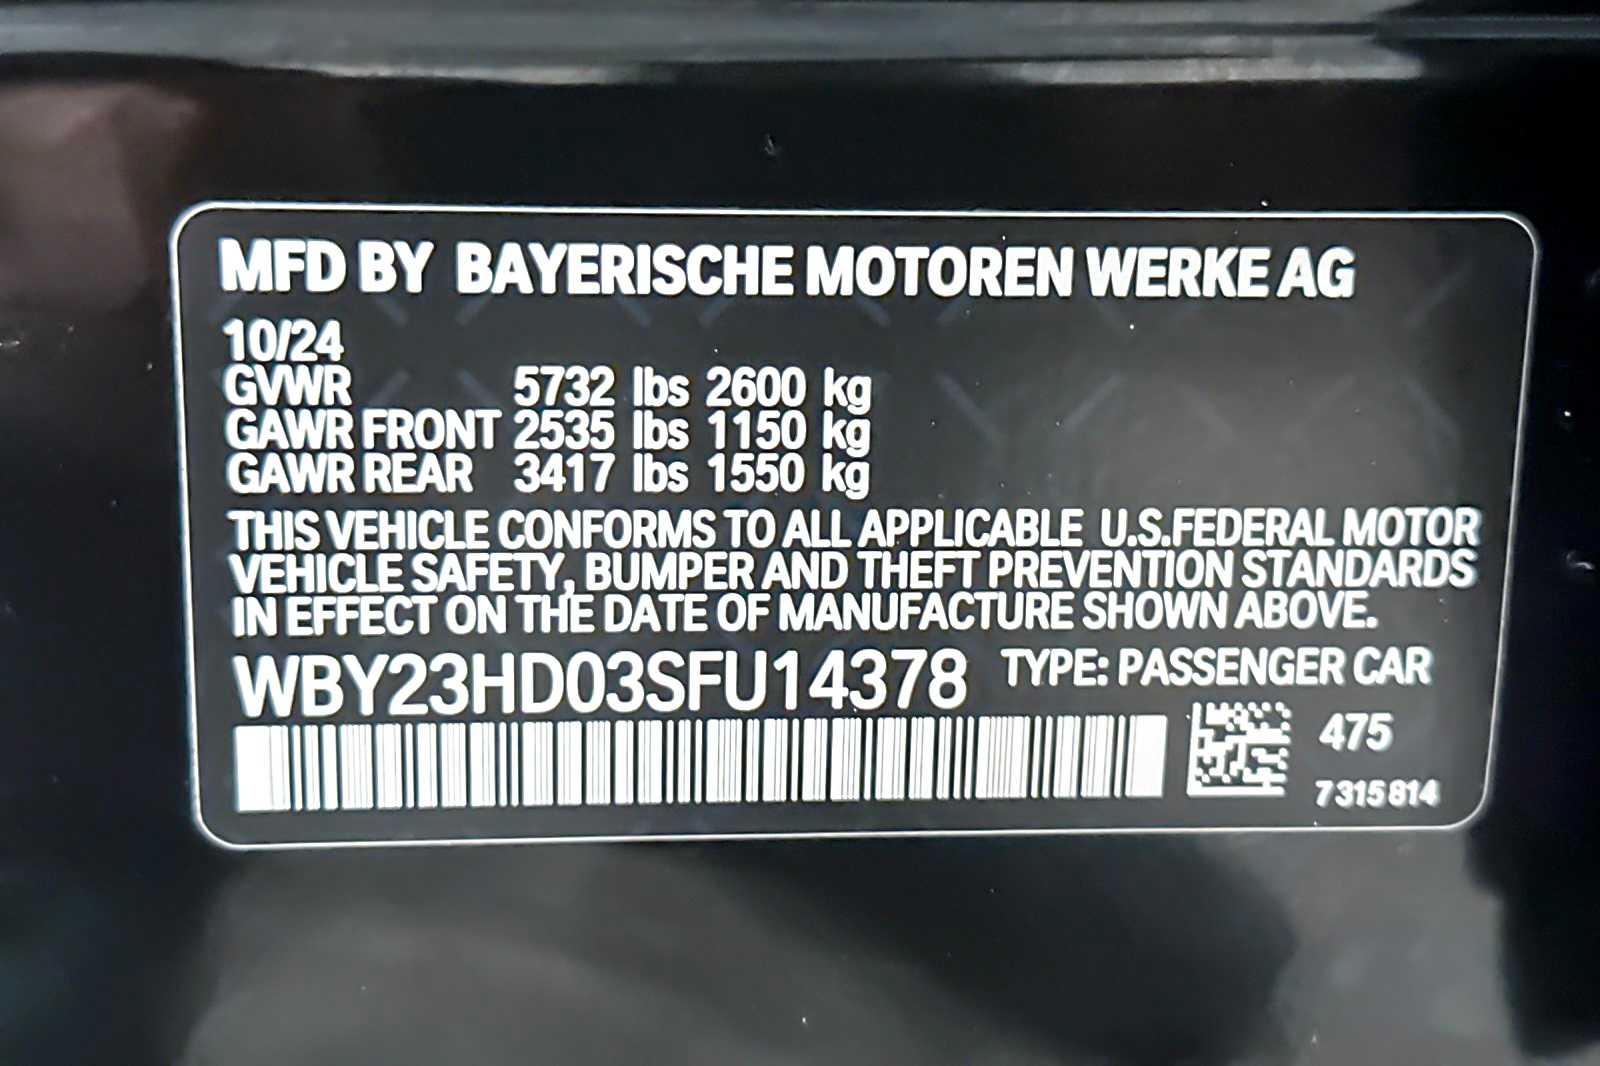 MFD BY BAYERISCHE MOTOREN WERKE AG
10/24
GVWR 5732 lbs 2600 kg
GAWR FRONT 2535 lbs 1150 kg
GAWR REAR 3417 lbs 1550 kg
THIS VEHICLE CONFORMS TO ALL APPLICABLE U.S.FEDERAL MOTOR
VEHICLE SAFETY, BUMPER AND THEFT PREVENTION STANDARDS
IN EFFECT ON THE DATE OF MANUFACTURE SHOWN ABOVE.
WBY23HD03SFU14378 TYPE: PASSENGER CAR
475
7315814